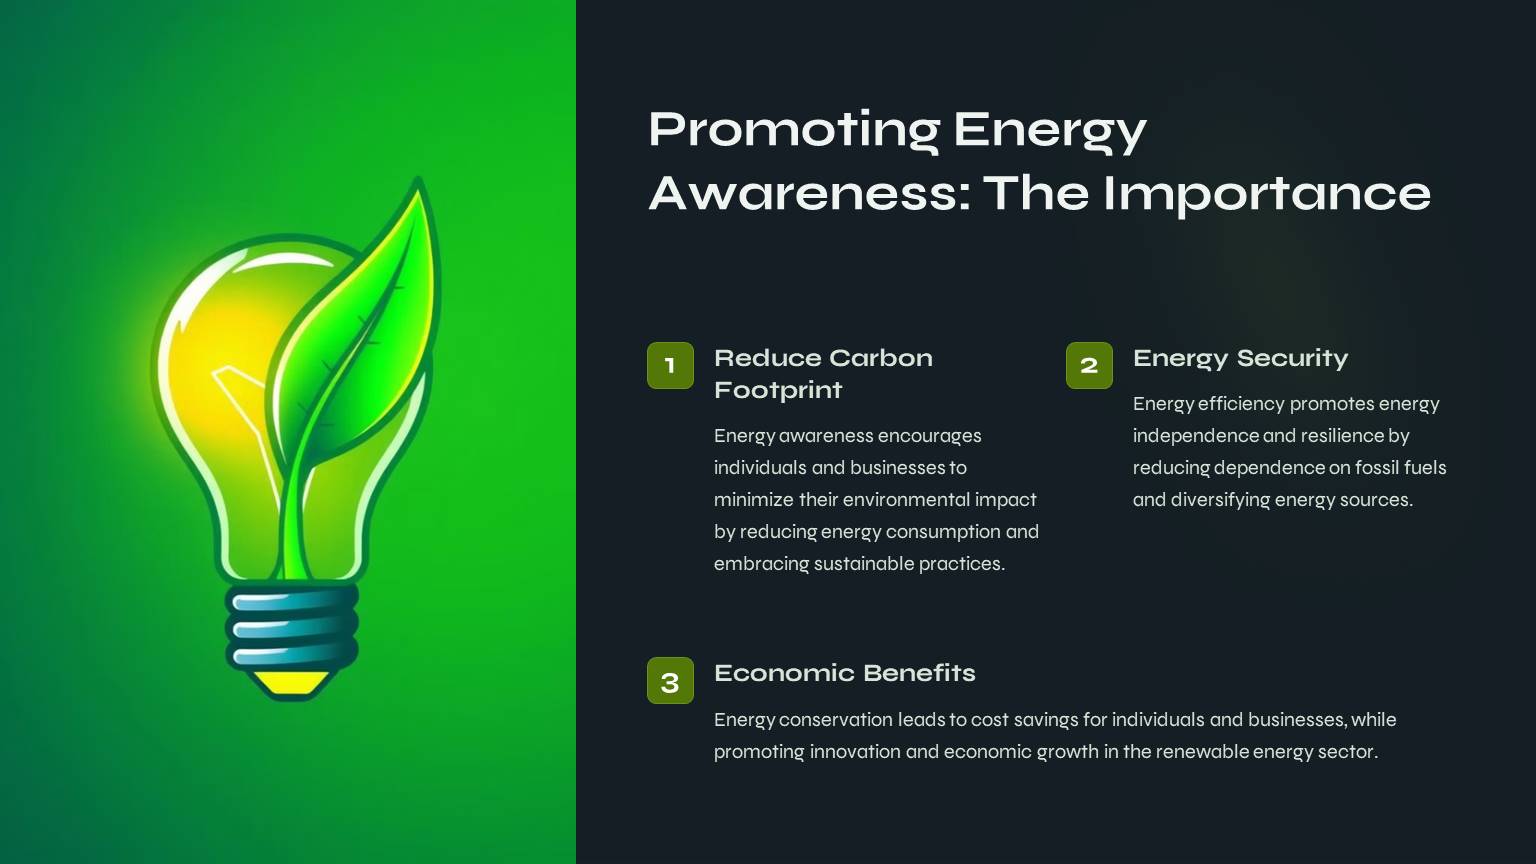 Promoting Energy
Awareness: The Importance
1
Reduce Carbon
Footprint
Energy awareness encourages
individuals and businesses to
minimize their environmental impact
by reducing energy consumption and
embracing sustainable practices.
2
Energy Security
Energy efficiency promotes energy
independence and resilience by
reducing dependence on fossil fuels
and diversifying energy sources.
3
Economic Benefits
Energy conservation leads to cost savings for individuals and businesses, while
promoting innovation and economic growth in the renewable energy sector.